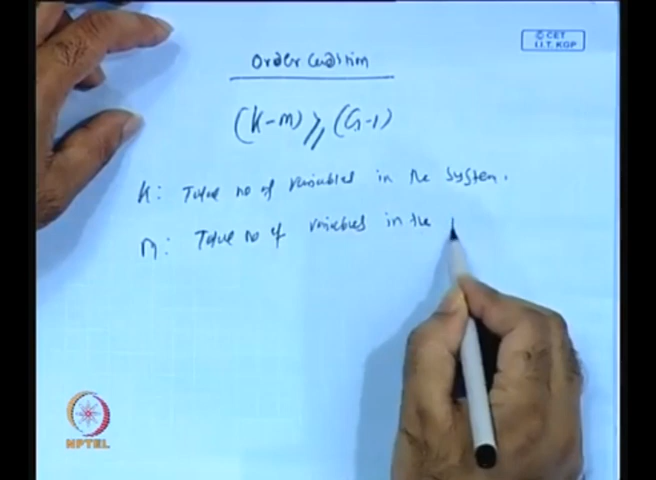 © CET
I.I.T. KGP
Order Condition
(K-m) ⩾ (G-1)
K: Total no of variables in the system.
M: Total no of variables in the
NPTEL